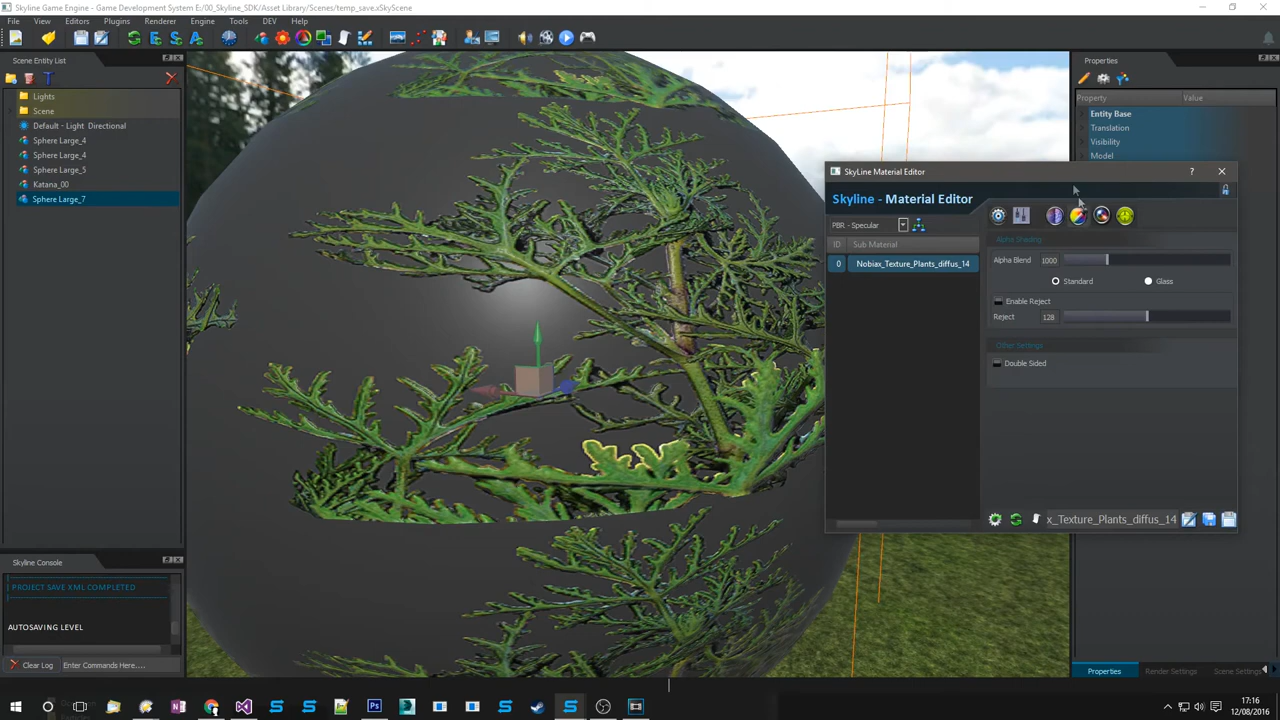 Skyline Game Engine - Game Development System E:/00_Skyline_SDK/Asset Library/Scenes/temp_save.xSkyScene
File View Editors Plugins Renderer Engine Tools DEV Help
Scene Entity List
Lights
Scene
Default - Light Directional
Sphere Large_4
Sphere Large_4
Sphere Large_5
Katana_00
Sphere Large_7
Skyline Console
| PROJECT SAVE XML COMPLETED
AUTOSAVING LEVEL
Clear Log Enter Commands Here....
Properties
Property Value
Entity Base
Translation
Visibility
Model
SkyLine Material Editor
?
Skyline - Material Editor
PBR - Specular
ID Sub Material
0 Nobiax_Texture_Plants_diffus_14
Alpha Shading
Alpha Blend 1000
Standard Glass
Enable Reject
Reject 128
Other Settings
Double Sided
x_Texture_Plants_diffus_14
Properties Render Settings Scene Settings
17:16
12/08/2016